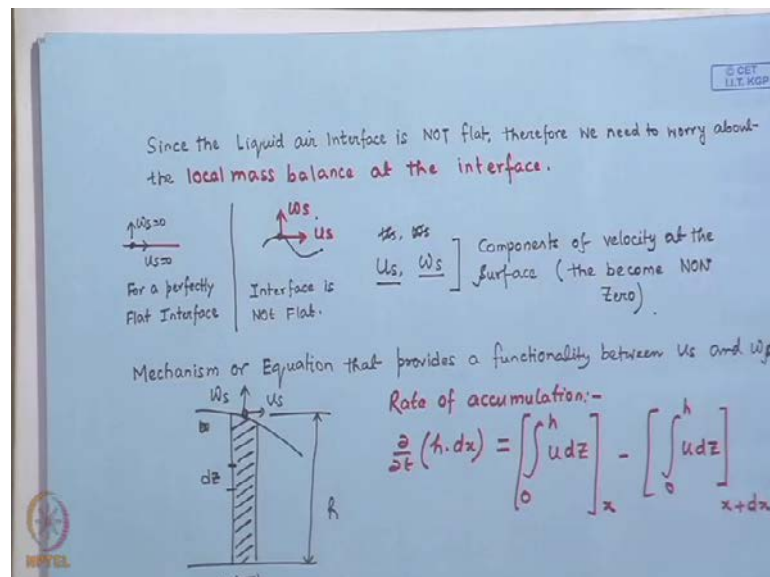 © CET
I.I.T. KGP
Since the Liquid air Interface is NOT flat, therefore we need to worry about
the local mass balance at the interface.
Ws=0
Us=0
For a perfectly
Flat Interface
Ws.
Us
Interface is
NOT Flat.
Us, Ws
Components of velocity at the
surface (the become NON
Zero).
Mechanism or Equation that provides a functionality between Us and Ws
Ws
Us
dz
h
Rate of accumulation:-
∂/∂t (h.dx) = [∫₀ʰ u dz]ₓ - [∫₀ʰ u dz]ₓ₊dₓ
NPTEL